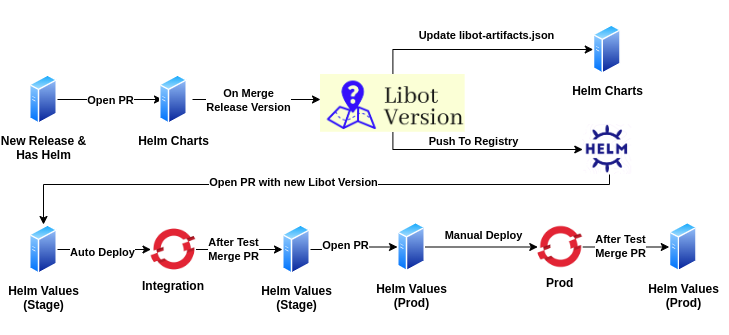 Update libot-artifacts.json
Helm Charts
New Release &
Has Helm
Open PR
Helm Charts
On Merge
Release Version
Libot
Version
Push To Registry
HELM
Open PR with new Libot Version
Helm Values
(Stage)
Auto Deploy
Integration
After Test
Merge PR
Helm Values
(Stage)
Open PR
Helm Values
(Prod)
Manual Deploy
Prod
After Test
Merge PR
Helm Values
(Prod)